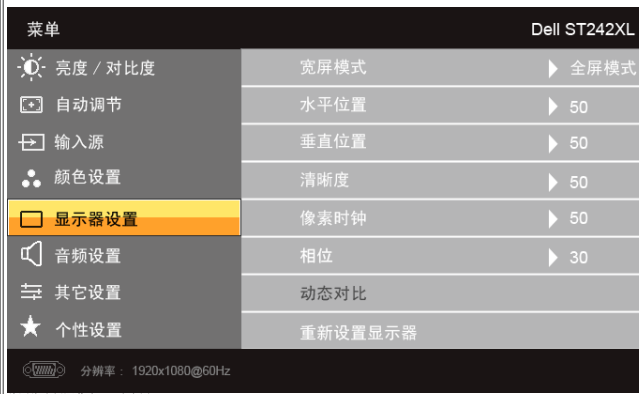 菜单 Dell ST242XL
亮度 / 对比度 宽屏模式 全屏模式
自动调节 水平位置 50
输入源 垂直位置 50
颜色设置 清晰度 50
显示器设置 像素时钟 50
音频设置 相位 30
其它设置 动态对比
个性设置 重新设置显示器
分辨率： 1920x1080@60Hz